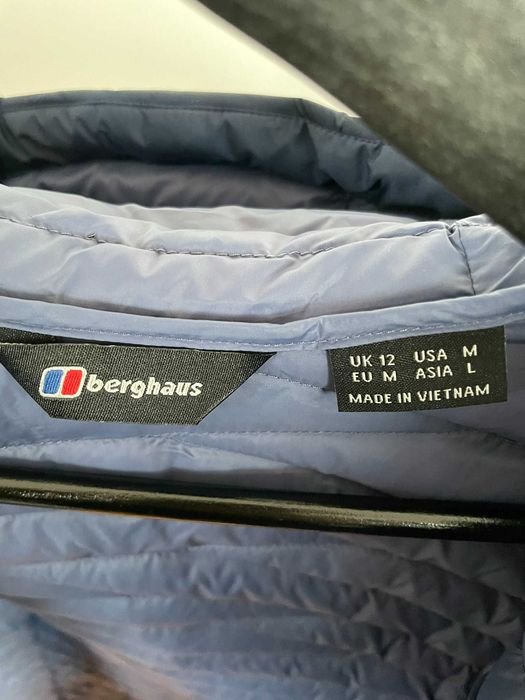 berghaus
UK 12 USA M
EU M ASIA L
MADE IN VIETNAM